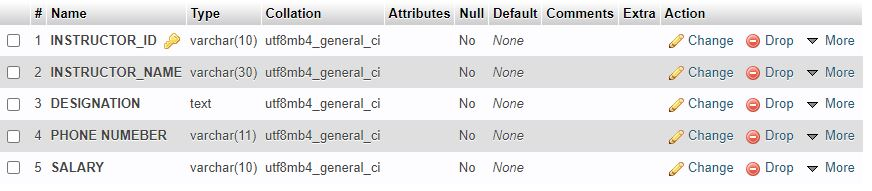 # Name Type Collation Attributes Null Default Comments Extra Action
1 INSTRUCTOR_ID varchar(10) utf8mb4_general_ci No None Change Drop More
2 INSTRUCTOR_NAME varchar(30) utf8mb4_general_ci No None Change Drop More
3 DESIGNATION text utf8mb4_general_ci No None Change Drop More
4 PHONE NUMEBER varchar(11) utf8mb4_general_ci No None Change Drop More
5 SALARY varchar(10) utf8mb4_general_ci No None Change Drop More